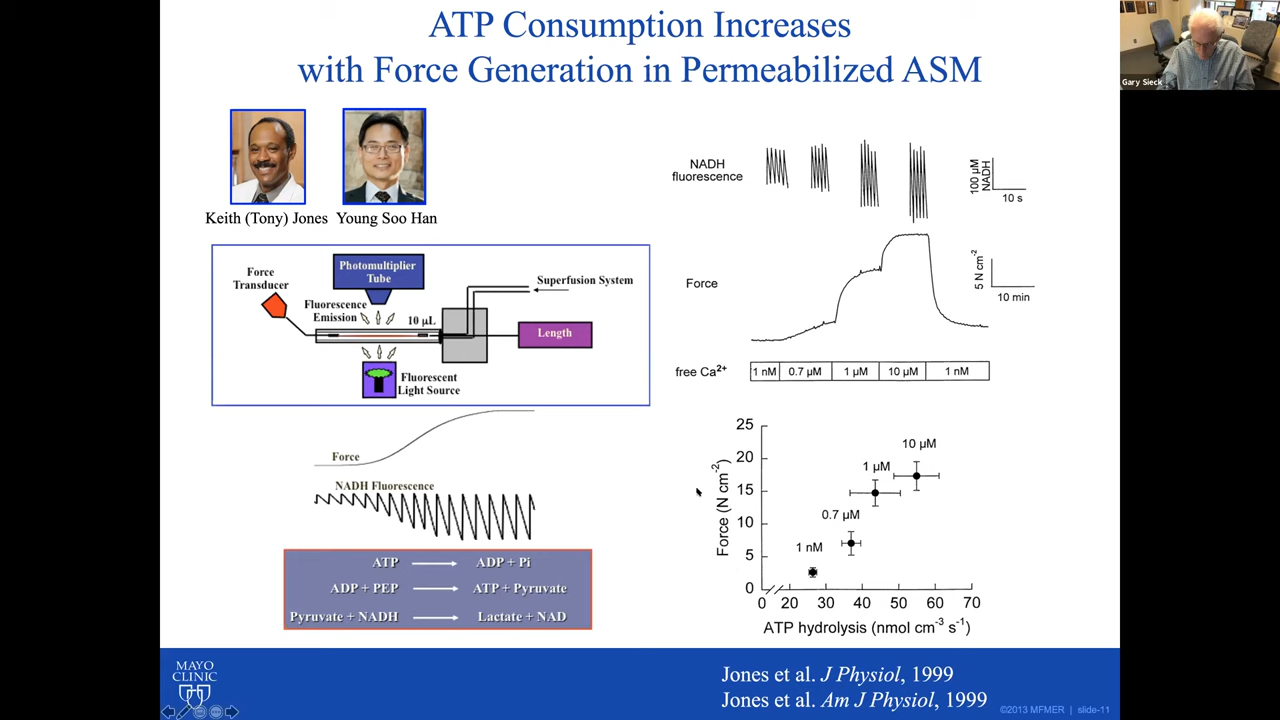 ATP Consumption Increases
with Force Generation in Permeabilized ASM
Gary Sieck
Keith (Tony) Jones
Young Soo Han
Force
Transducer
Photomultiplier
Tube
Superfusion System
Fluorescence
Emission
10 µL
Length
Fluorescent
Light Source
Force
NADH Fluorescence
ATP ADP + Pi
ADP + PEP ATP + Pyruvate
Pyruvate + NADH Lactate + NAD
NADH
fluorescence
100 µM
NADH
10 s
Force
5 N cm-2
10 min
free Ca2+
1 nM
0.7 µM
1 µM
10 µM
1 nM
25
20
15
10
5
0
Force (N cm-2)
1 nM
0.7 µM
1 µM
10 µM
0 20 30 40 50 60 70
ATP hydrolysis (nmol cm-3 s-1)
MAYO
CLINIC
Jones et al. J Physiol, 1999
Jones et al. Am J Physiol, 1999
©2013 MFMER | slide-11